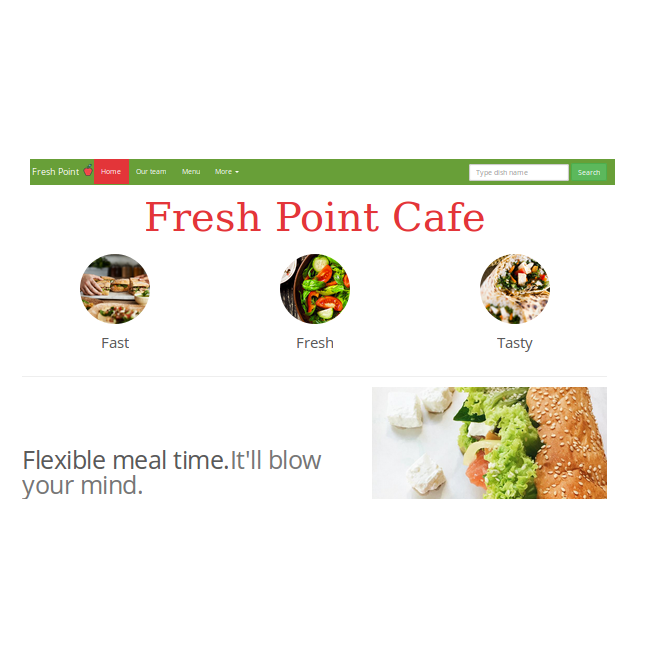 Fresh Point Home Our team Menu More Type dish name Search
Fresh Point Cafe
Fast Fresh Tasty
Flexible meal time.It'll blow
your mind.